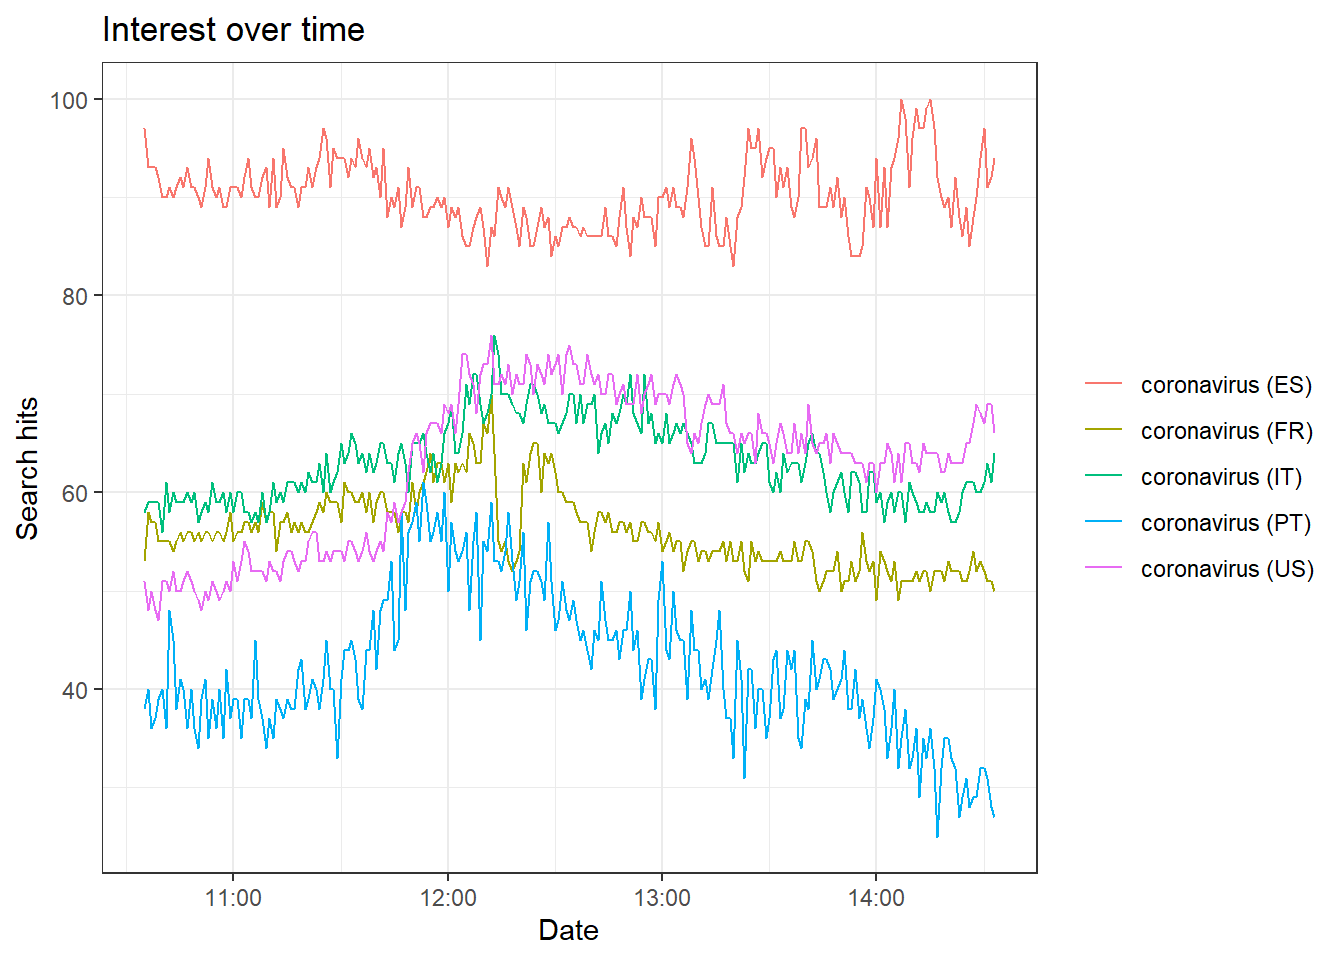 Interest over time
Search hits
100
80
60
40
11:00 12:00 13:00 14:00
Date
coronavirus (ES)
coronavirus (FR)
coronavirus (IT)
coronavirus (PT)
coronavirus (US)